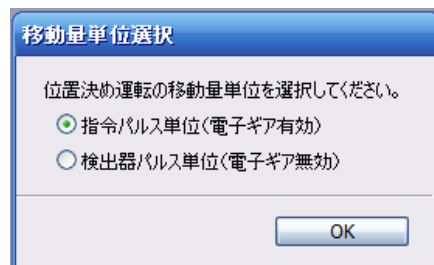 移動量単位選択
位置決め運転の移動量単位を選択してください。
指令パルス単位(電子ギア有効)
検出器パルス単位(電子ギア無効)
OK